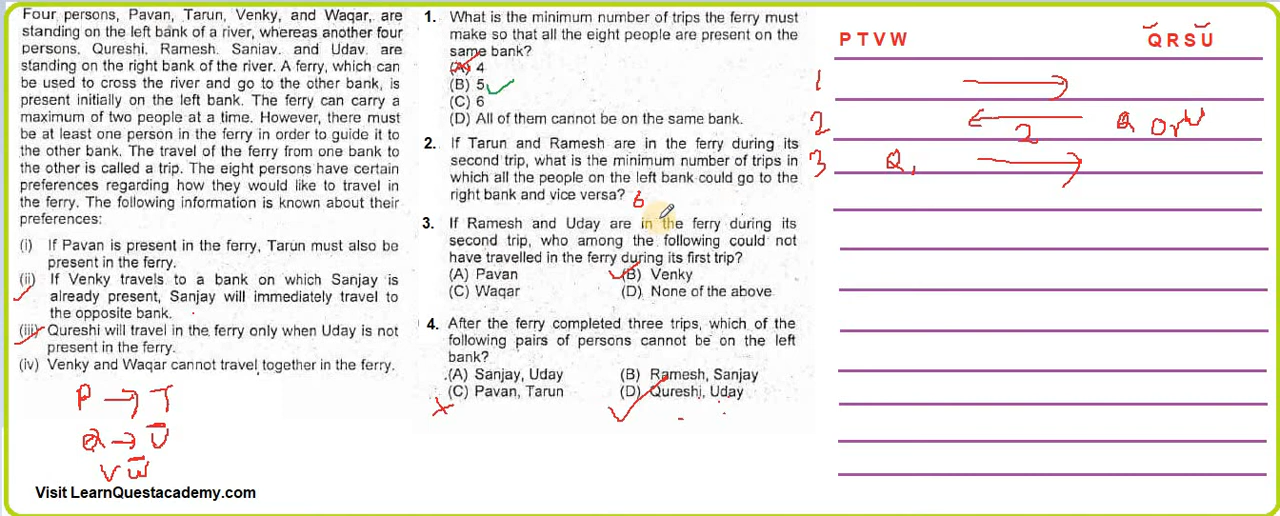 Four persons, Pavan, Tarun, Venky, and Waqar, are
standing on the left bank of a river, whereas another four
persons, Qureshi, Ramesh, Sanjay, and Uday, are
standing on the right bank of the river. A ferry, which can
be used to cross the river and go to the other bank, is
present initially on the left bank. The ferry can carry a
maximum of two people at a time. However, there must
be at least one person in the ferry in order to guide it to
the other bank. The travel of the ferry from one bank to
the other is called a trip. The eight persons have certain
preferences regarding how they would like to travel in
the ferry. The following information is known about their
preferences:
(i) If Pavan is present in the ferry, Tarun must also be
present in the ferry.
(ii) If Venky travels to a bank on which Sanjay is
already present, Sanjay will immediately travel to
the opposite bank.
(iii) Qureshi will travel in the ferry only when Uday is not
present in the ferry.
(iv) Venky and Waqar cannot travel together in the ferry.
P → T
Q → U̅
V W̅
Visit LearnQuestacademy.com
1. What is the minimum number of trips the ferry must
make so that all the eight people are present on the
same bank?
(A) 4
(B) 5
(C) 6
(D) All of them cannot be on the same bank.
2. If Tarun and Ramesh are in the ferry during its
second trip, what is the minimum number of trips in
which all the people on the left bank could go to the
right bank and vice versa? 6
3. If Ramesh and Uday are in the ferry during its
second trip, who among the following could not
have travelled in the ferry during its first trip?
(A) Pavan (B) Venky
(C) Waqar (D) None of the above
4. After the ferry completed three trips, which of the
following pairs of persons cannot be on the left
bank?
(A) Sanjay, Uday (B) Ramesh, Sanjay
(C) Pavan, Tarun (D) Qureshi, Uday
P T V W Q R S U
1 →
2 ← 2 Q or U
3 Q, →